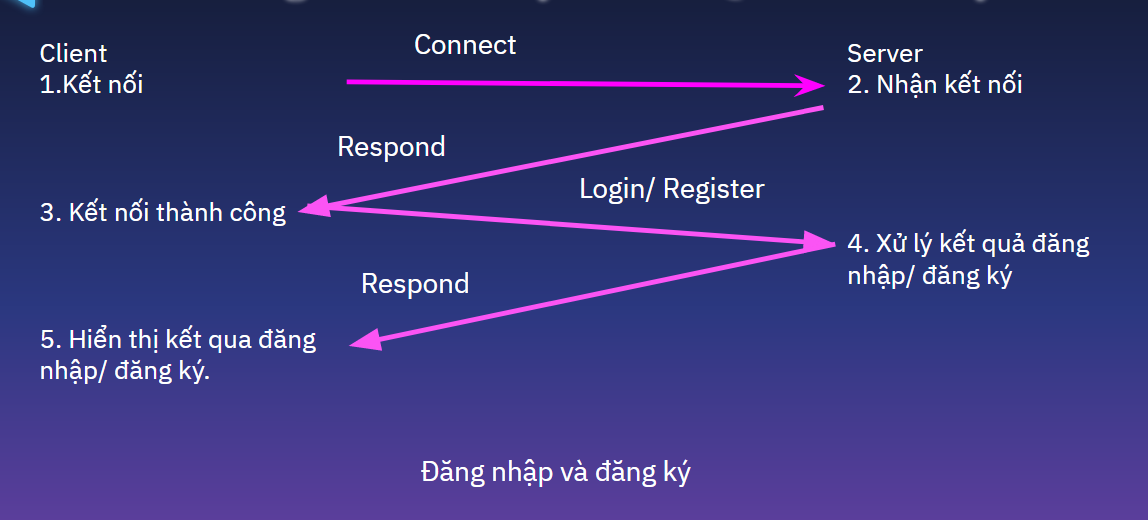 Client
Connect
Server
1.Kết nối
2. Nhận kết nối
Respond
Login/ Register
3. Kết nối thành công
4. Xử lý kết quả đăng
nhập/ đăng ký
Respond
5. Hiển thị kết qua đăng
nhập/ đăng ký.
Đăng nhập và đăng ký